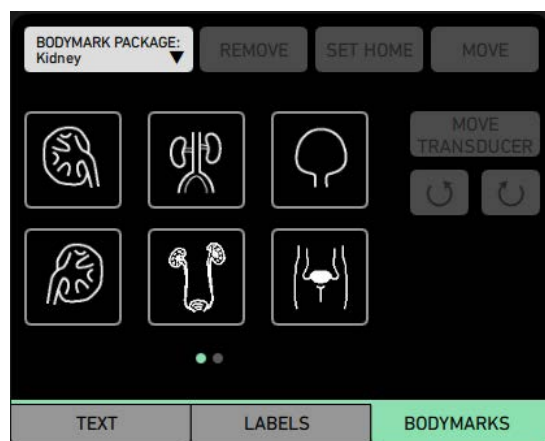 BODYMARK PACKAGE:
Kidney
REMOVE
SET HOME
MOVE
MOVE
TRANSDUCER
TEXT
LABELS
BODYMARKS